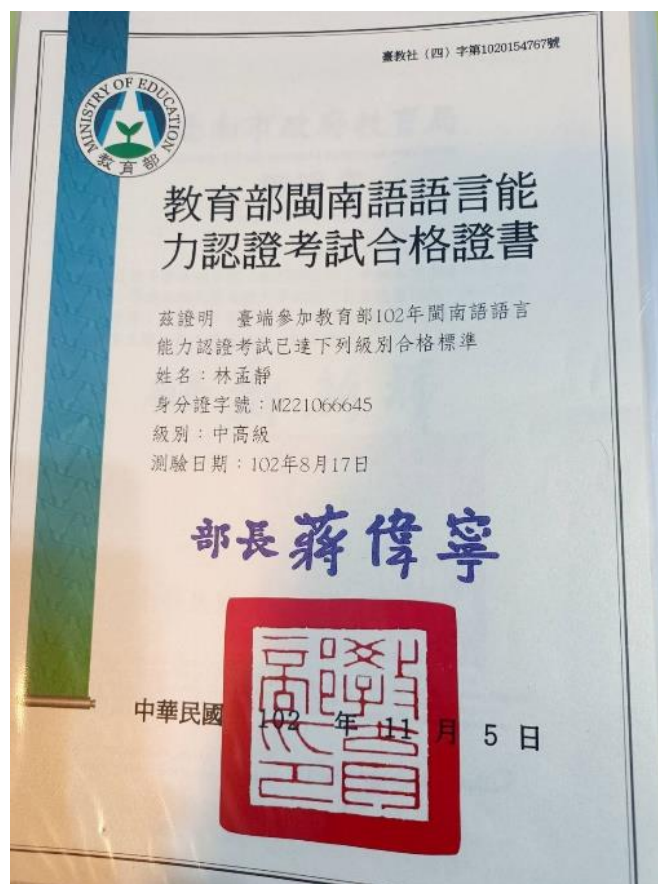 臺教社（四）字第1020154767號
MINISTRY OF EDUCATION
教育部
教育部閩南語語言能
力認證考試合格證書
茲證明　臺端參加教育部102年閩南語語言
能力認證考試已達下列級別合格標準
姓名：林孟靜
身分證字號：M221066645
級別：中高級
測驗日期：102年8月17日
部長 蔣偉寧
中華民國 102 年 11 月 5 日